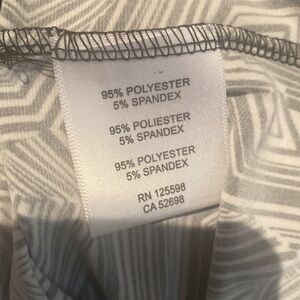 95% POLYESTER
5% SPANDEX
95% POLIESTER
5% SPANDEX
95% POLYESTER
5% SPANDEX
RN 125598
CA 52698